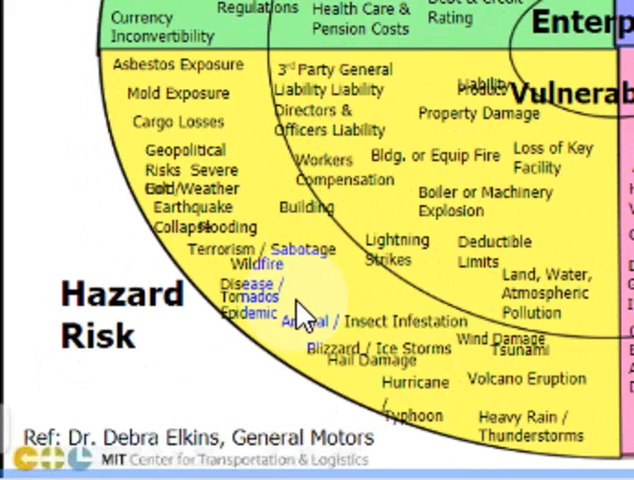 Currency
Inconvertibility
Regulations
Health Care &
Pension Costs
Rating
Enterp
Asbestos Exposure
Mold Exposure
Cargo Losses
Geopolitical
Risks Severe
Weather
Earthquake
Flooding
Building
Collapse
Terrorism / Sabotage
Wildfire
Disease /
Tornados
Epidemic
Animal / Insect Infestation
Blizzard / Ice Storms
Hail Damage
Hurricane
/
Typhoon
3rd Party General
Liability Liability
Directors &
Officers Liability
Workers
Compensation
Lightning
Strikes
Product
Liability
Vulnerab
Property Damage
Bldg. or Equip Fire
Loss of Key
Facility
Boiler or Machinery
Explosion
Deductible
Limits
Land, Water,
Atmospheric
Pollution
Wind Damage
Tsunami
Volcano Eruption
Heavy Rain /
Thunderstorms
Hazard
Risk
Ref: Dr. Debra Elkins, General Motors
MIT Center for Transportation & Logistics